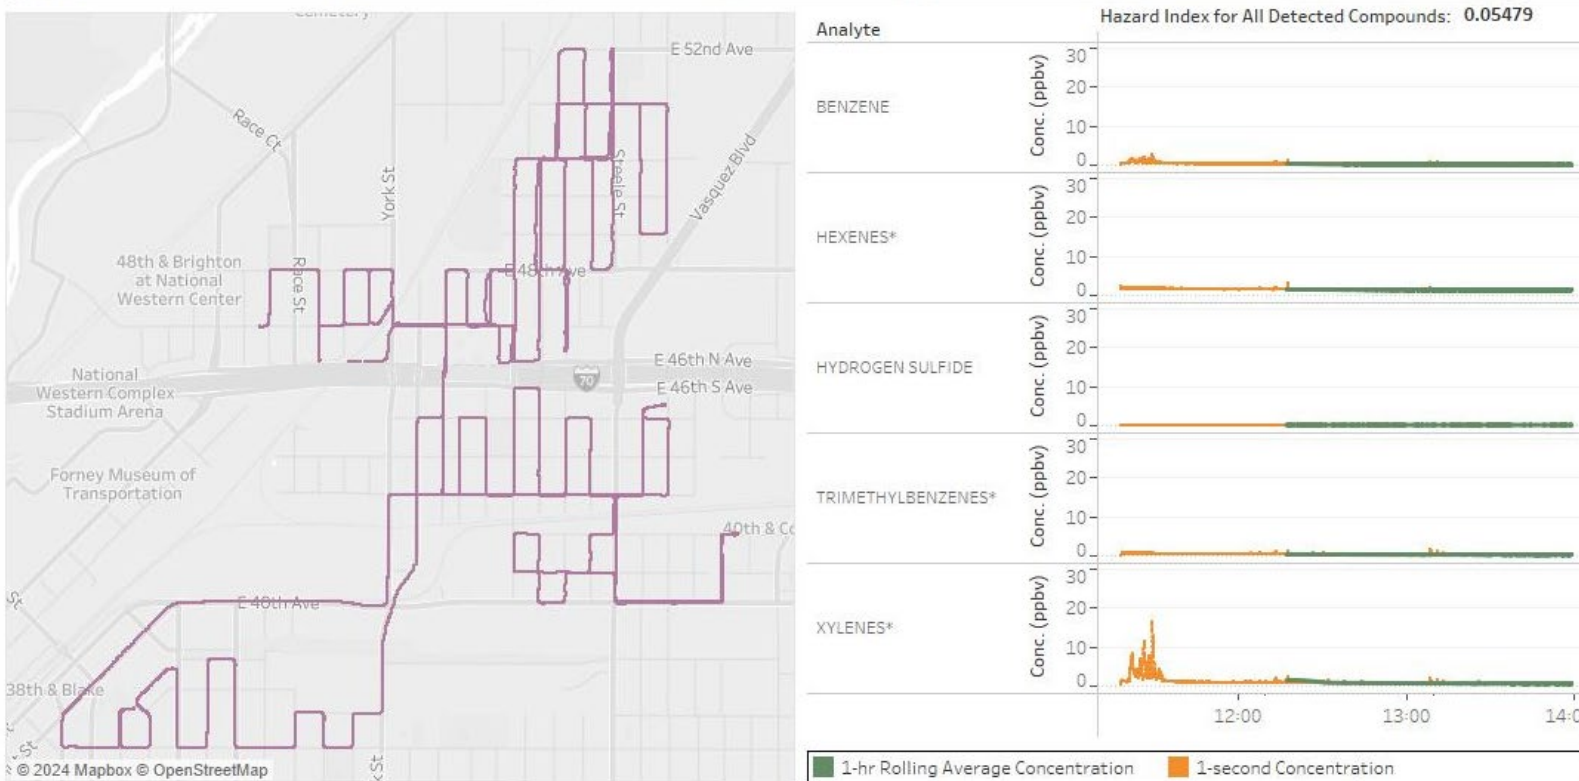 Cemetery
E 52nd Ave
Race Ct
York St
Steele St
Vasquez Blvd
48th & Brighton
at National
Western Center
Race St
E 48th Ave
E 46th N Ave
70
E 46th S Ave
National
Western Complex
Stadium Arena
Forney Museum of
Transportation
40th & Co
St
E 40th Ave
38th & Blake
St
St
© 2024 Mapbox © OpenStreetMap
Analyte
Hazard Index for All Detected Compounds: 0.05479
BENZENE
Conc. (ppbv)
30
20
10
0
HEXENES*
Conc. (ppbv)
30
20
10
0
HYDROGEN SULFIDE
Conc. (ppbv)
30
20
10
0
TRIMETHYLBENZENES*
Conc. (ppbv)
30
20
10
0
XYLENES*
Conc. (ppbv)
30
20
10
0
12:00
13:00
14:0
1-hr Rolling Average Concentration
1-second Concentration